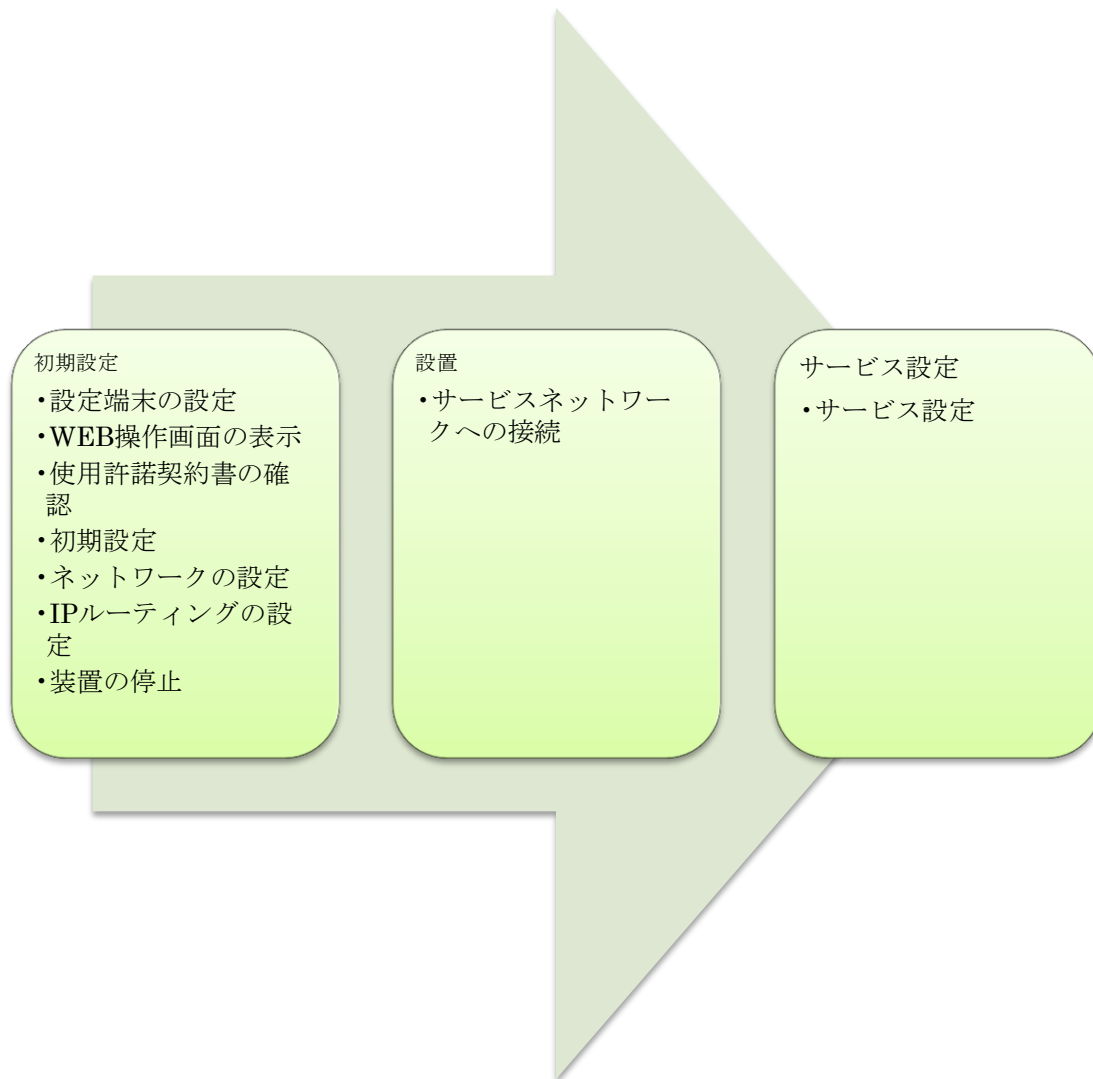 初期設定
・設定端末の設定
・WEB操作画面の表示
・使用許諾契約書の確
認
・初期設定
・ネットワークの設定
・IPルーティングの設
定
・装置の停止
設置
・サービスネットワー
クへの接続
サービス設定
・サービス設定